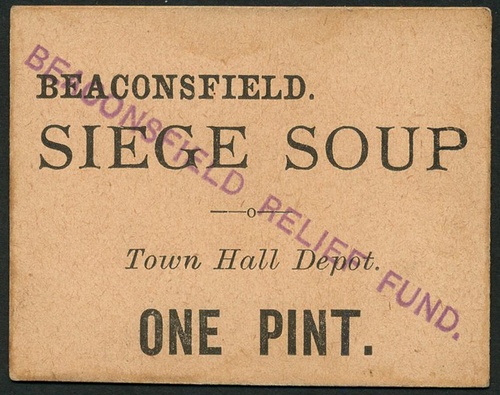 BEACONSFIELD.
SIEGE SOUP
—o—
Town Hall Depot.
ONE PINT.
BEACONSFIELD RELIEF FUND.